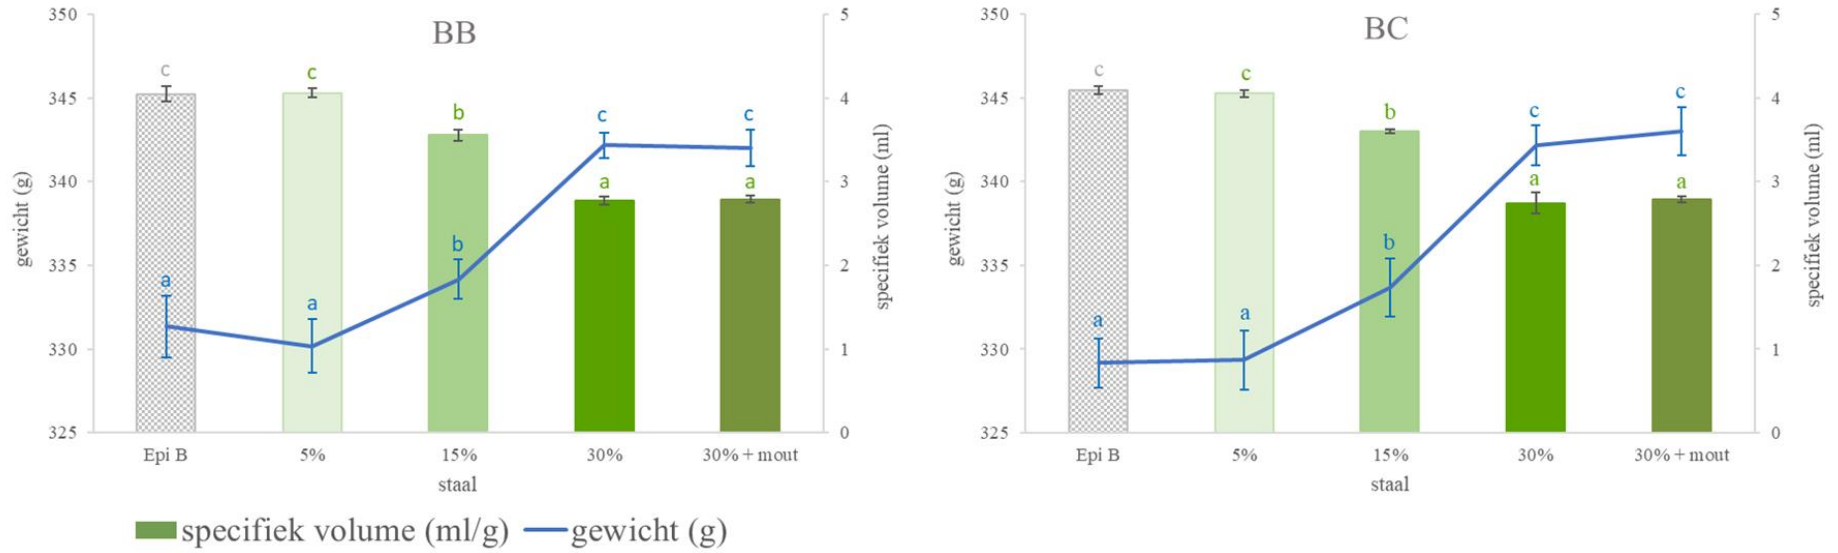 BB
350
345
340
335
330
325
gewicht (g)
5
4
3
2
1
0
specifiek volume (ml)
c
c
b
a
a
a
a
b
c
c
Epi B
5%
15%
30%
30% + mout
staal
BC
350
345
340
335
330
325
gewicht (g)
5
4
3
2
1
0
specifiek volume (ml)
c
c
b
a
a
a
a
b
c
c
Epi B
5%
15%
30%
30% + mout
staal
specifiek volume (ml/g)
gewicht (g)